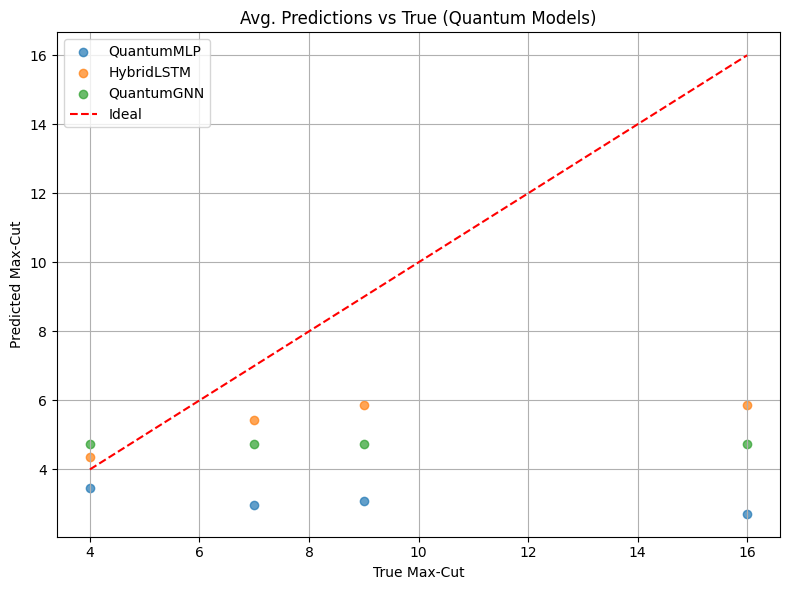 Avg. Predictions vs True (Quantum Models)
QuantumMLP
HybridLSTM
QuantumGNN
Ideal
16
14
12
10
8
6
4
Predicted Max-Cut
4 6 8 10 12 14 16
True Max-Cut